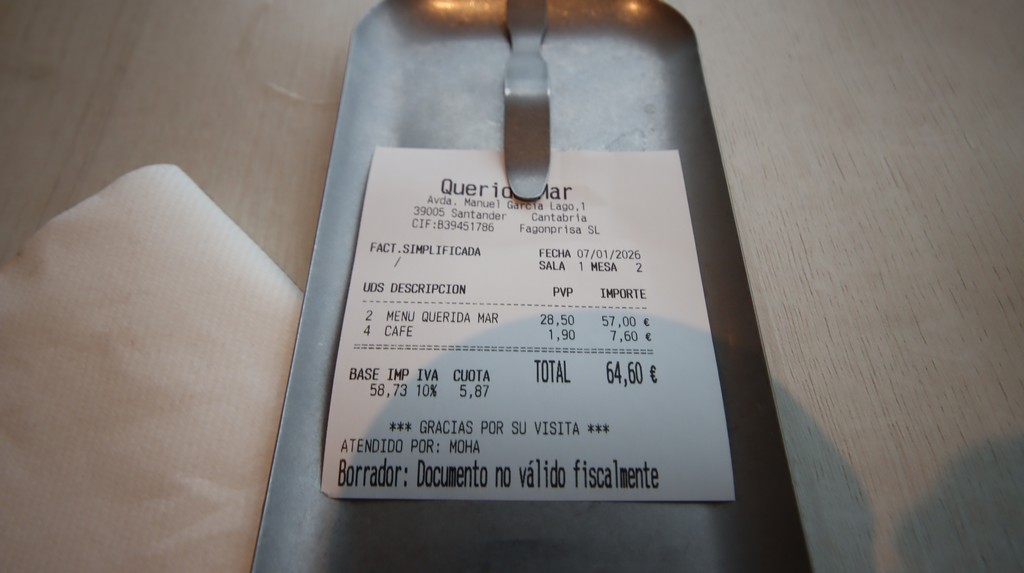 Querida Mar
Avda. Manuel García Lago,1
39005 Santander Cantabria
CIF:B39451786 Fagonprisa SL
FACT.SIMPLIFICADA FECHA 07/01/2026
/ SALA 1 MESA 2
UDS DESCRIPCION PVP IMPORTE
2 MENU QUERIDA MAR 28,50 57,00 €
4 CAFE 1,90 7,60 €
BASE IMP IVA CUOTA TOTAL 64,60 €
58,73 10% 5,87
*** GRACIAS POR SU VISITA ***
ATENDIDO POR: MOHA
Borrador: Documento no válido fiscalmente